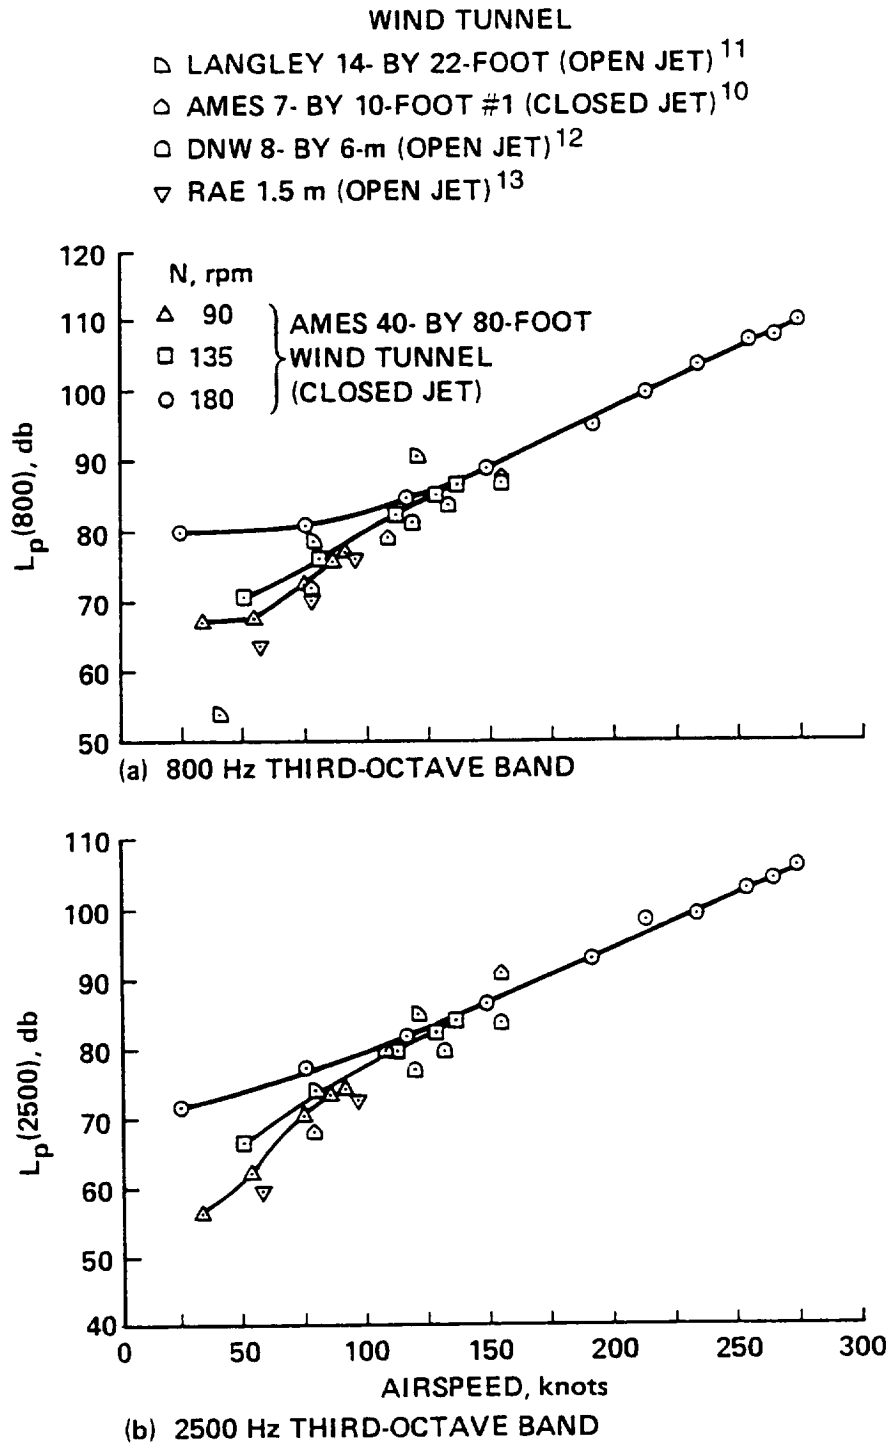 WIND TUNNEL
LANGLEY 14- BY 22-FOOT (OPEN JET)11
AMES 7- BY 10-FOOT #1 (CLOSED JET)10
DNW 8- BY 6-m (OPEN JET)12
RAE 1.5 m (OPEN JET)13
120
110
100
90
80
70
60
50
Lp(800), db
N, rpm
90
135
180
AMES 40- BY 80-FOOT
WIND TUNNEL
(CLOSED JET)
(a) 800 Hz THIRD-OCTAVE BAND
110
100
90
80
70
60
50
40
Lp(2500), db
0 50 100 150 200 250 300
AIRSPEED, knots
(b) 2500 Hz THIRD-OCTAVE BAND